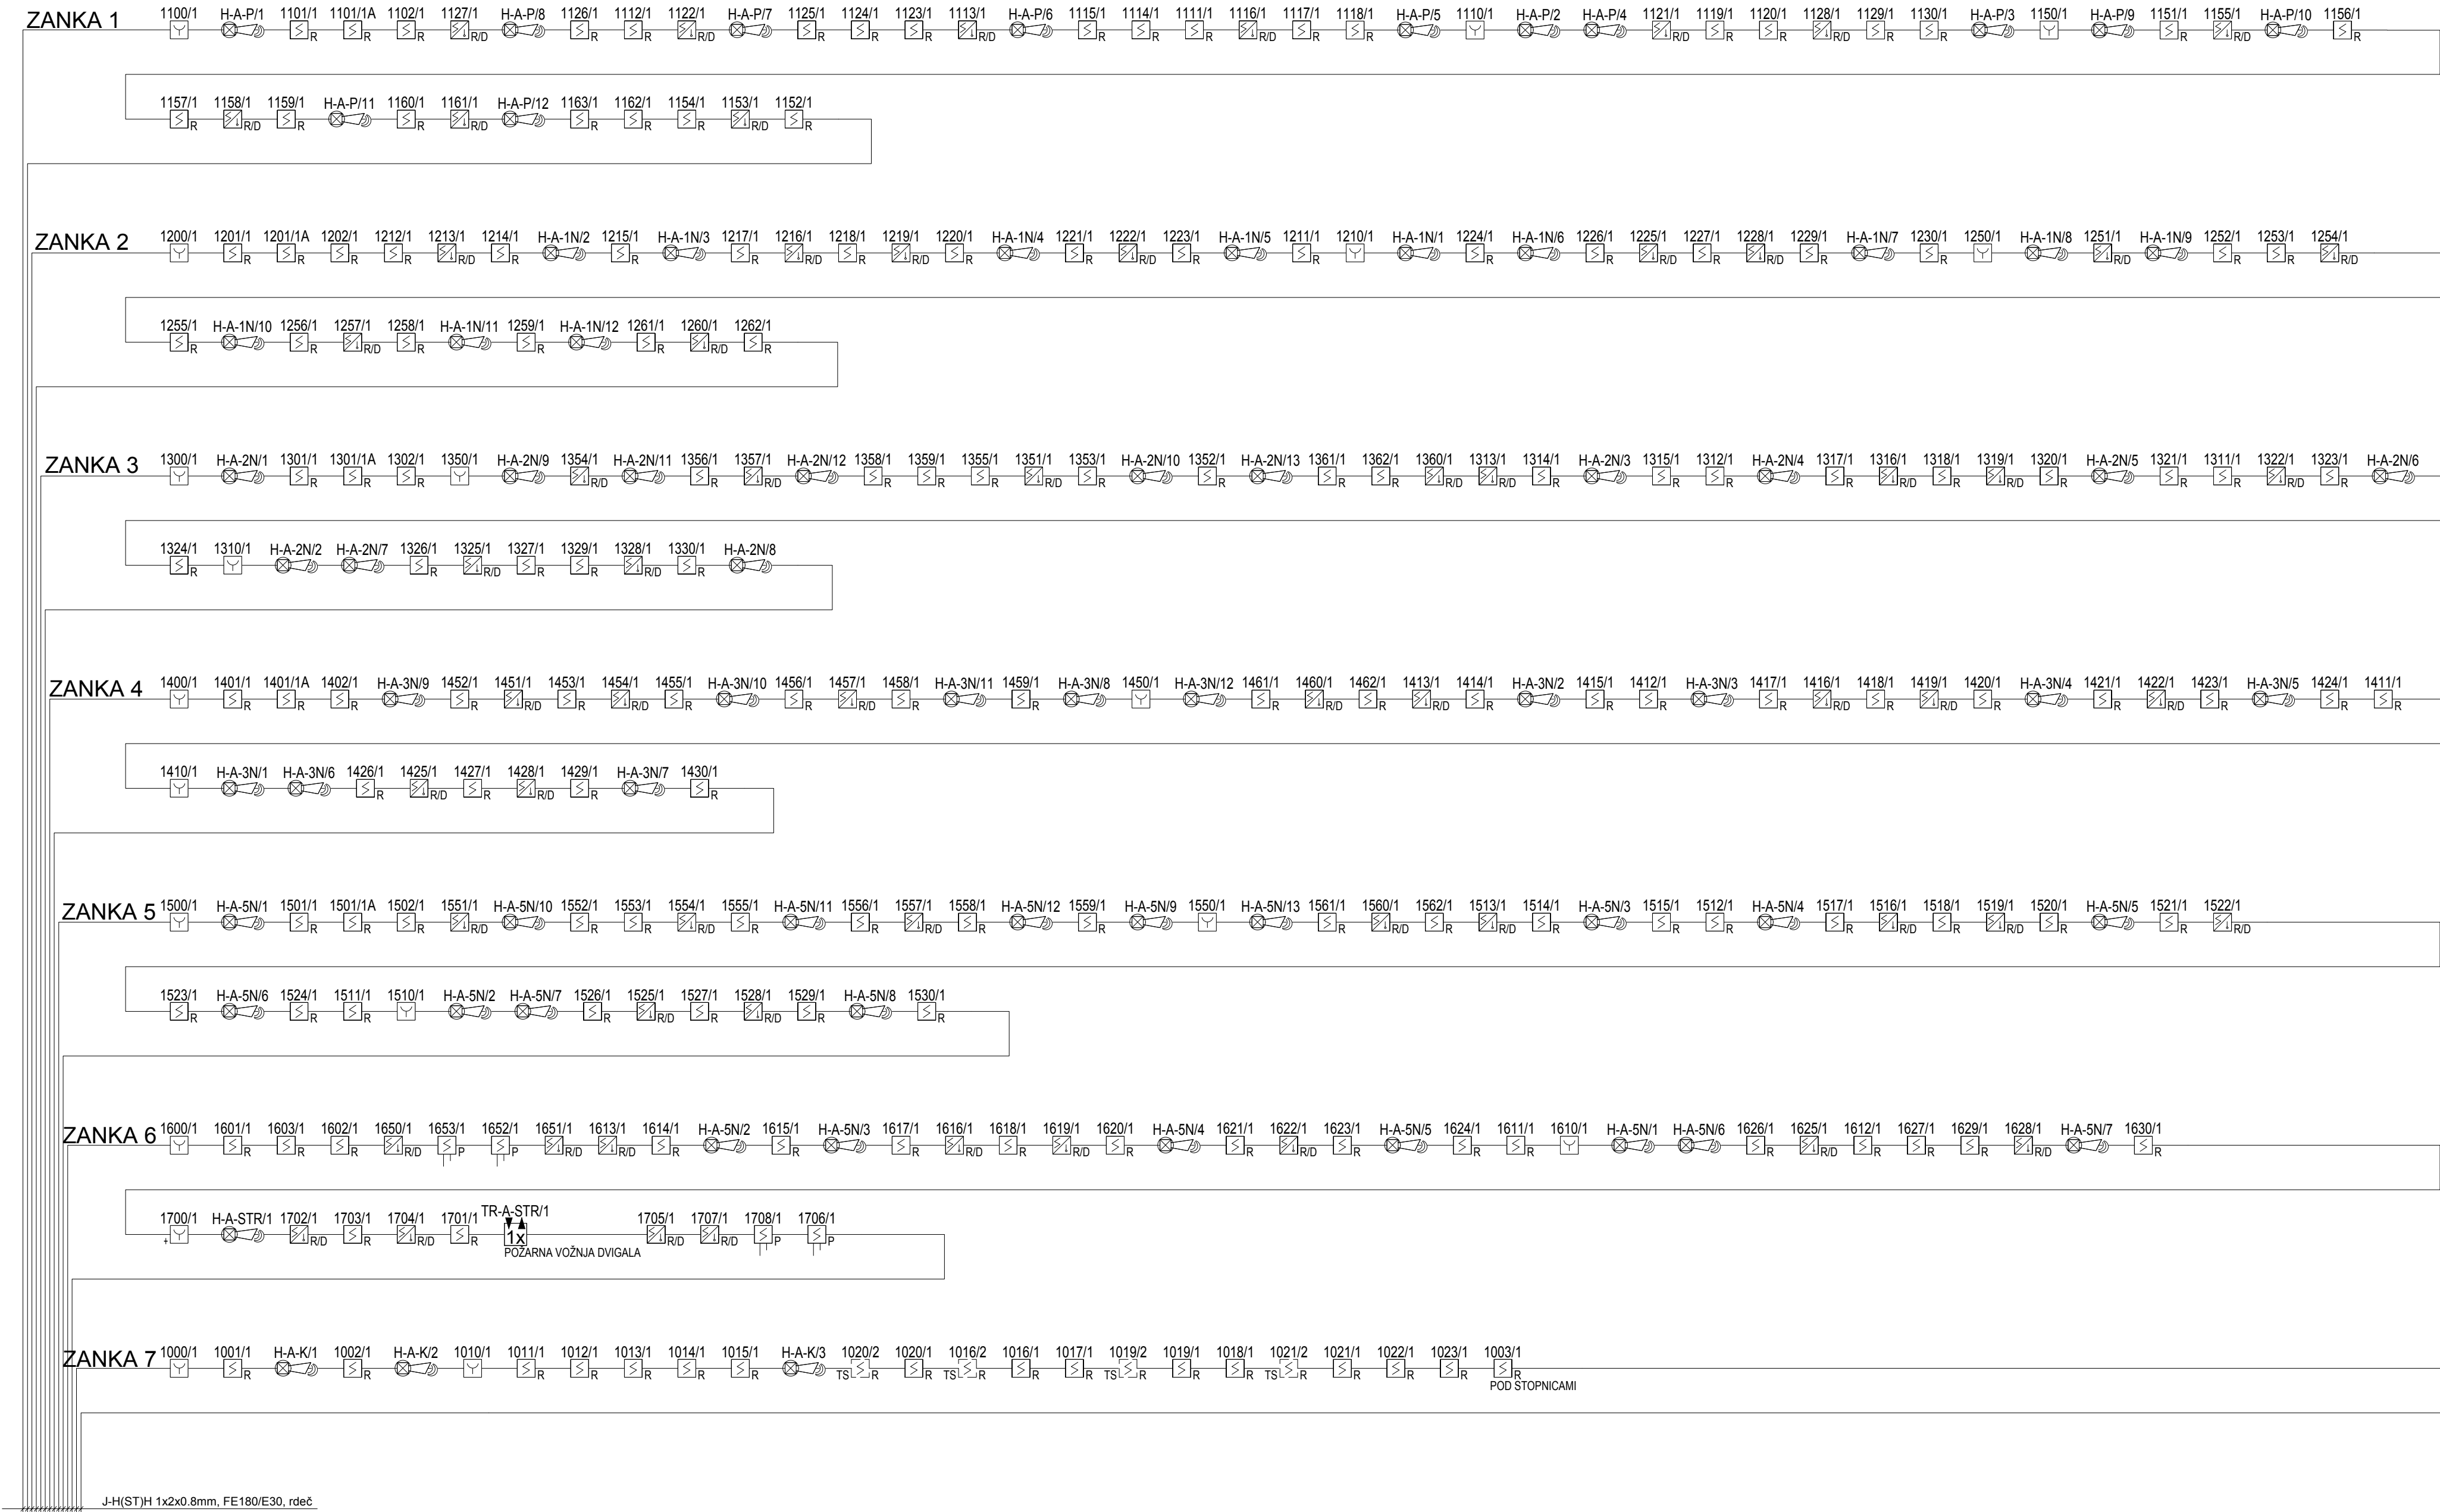 ZANKA 1 1100/1 H-A-P/1 1101/1 1101/1A 1102/1 1127/1 H-A-P/8 1126/1 1112/1 1122/1 H-A-P/7 1125/1 1124/1 1123/1 1113/1 H-A-P/6 1115/1 1114/1 1111/1 1116/1 1117/1 1118/1 H-A-P/5 1110/1 H-A-P/2 H-A-P/4 1121/1 1119/1 1120/1 1128/1 1129/1 1130/1 H-A-P/3 1150/1 H-A-P/9 1151/1 1155/1 H-A-P/10 1156/1
R R R R/D R R R/D R R R R/D R R R R/D R R R/D R R R/D R R R R/D R
1157/1 1158/1 1159/1 H-A-P/11 1160/1 1161/1 H-A-P/12 1163/1 1162/1 1154/1 1153/1 1152/1
R R/D R R R/D R R R R/D R
ZANKA 2 1200/1 1201/1 1201/1A 1202/1 1212/1 1213/1 1214/1 H-A-1N/2 1215/1 H-A-1N/3 1217/1 1216/1 1218/1 1219/1 1220/1 H-A-1N/4 1221/1 1222/1 1223/1 H-A-1N/5 1211/1 1210/1 H-A-1N/1 1224/1 H-A-1N/6 1226/1 1225/1 1227/1 1228/1 1229/1 H-A-1N/7 1230/1 1250/1 H-A-1N/8 1251/1 H-A-1N/9 1252/1 1253/1 1254/1
R R R R R/D R R R R/D R R/D R R R/D R R R R R/D R R/D R R R/D R R R/D
1255/1 H-A-1N/10 1256/1 1257/1 1258/1 H-A-1N/11 1259/1 H-A-1N/12 1261/1 1260/1 1262/1
R R R/D R R R R/D R
ZANKA 3 1300/1 H-A-2N/1 1301/1 1301/1A 1302/1 1350/1 H-A-2N/9 1354/1 H-A-2N/11 1356/1 1357/1 H-A-2N/12 1358/1 1359/1 1355/1 1351/1 1353/1 H-A-2N/10 1352/1 H-A-2N/13 1361/1 1362/1 1360/1 1313/1 1314/1 H-A-2N/3 1315/1 1312/1 H-A-2N/4 1317/1 1316/1 1318/1 1319/1 1320/1 H-A-2N/5 1321/1 1311/1 1322/1 1323/1 H-A-2N/6
R R R R/D R R/D R R R R/D R R R R R/D R/D R R R R R/D R R/D R R R R/D R
1324/1 1310/1 H-A-2N/2 H-A-2N/7 1326/1 1325/1 1327/1 1329/1 1328/1 1330/1 H-A-2N/8
R R R/D R R R/D R
ZANKA 4 1400/1 1401/1 1401/1A 1402/1 H-A-3N/9 1452/1 1451/1 1453/1 1454/1 1455/1 H-A-3N/10 1456/1 1457/1 1458/1 H-A-3N/11 1459/1 H-A-3N/8 1450/1 H-A-3N/12 1461/1 1460/1 1462/1 1413/1 1414/1 H-A-3N/2 1415/1 1412/1 H-A-3N/3 1417/1 1416/1 1418/1 1419/1 1420/1 H-A-3N/4 1421/1 1422/1 1423/1 H-A-3N/5 1424/1 1411/1
R R R R R/D R R/D R R R/D R R R R/D R R/D R R R R R/D R R/D R R R/D R R R
1410/1 H-A-3N/1 H-A-3N/6 1426/1 1425/1 1427/1 1428/1 1429/1 H-A-3N/7 1430/1
R R/D R R/D R R
ZANKA 5 1500/1 H-A-5N/1 1501/1 1501/1A 1502/1 1551/1 H-A-5N/10 1552/1 1553/1 1554/1 1555/1 H-A-5N/11 1556/1 1557/1 1558/1 H-A-5N/12 1559/1 H-A-5N/9 1550/1 H-A-5N/13 1561/1 1560/1 1562/1 1513/1 1514/1 H-A-5N/3 1515/1 1512/1 H-A-5N/4 1517/1 1516/1 1518/1 1519/1 1520/1 H-A-5N/5 1521/1 1522/1
R R R R/D R R R/D R R R/D R R R R/D R R/D R R R R R/D R R/D R R R/D
1523/1 H-A-5N/6 1524/1 1511/1 1510/1 H-A-5N/2 H-A-5N/7 1526/1 1525/1 1527/1 1528/1 1529/1 H-A-5N/8 1530/1
R R R R R/D R R/D R R
ZANKA 6 1600/1 1601/1 1603/1 1602/1 1650/1 1653/1 1652/1 1651/1 1613/1 1614/1 H-A-5N/2 1615/1 H-A-5N/3 1617/1 1616/1 1618/1 1619/1 1620/1 H-A-5N/4 1621/1 1622/1 1623/1 H-A-5N/5 1624/1 1611/1 1610/1 H-A-5N/1 H-A-5N/6 1626/1 1625/1 1612/1 1627/1 1629/1 1628/1 H-A-5N/7 1630/1
R R R R/D P P R/D R/D R R R R/D R R/D R R R/D R R R R R/D R R R R/D R
1700/1 H-A-STR/1 1702/1 1703/1 1704/1 1701/1 TR-A-STR/1 1705/1 1707/1 1708/1 1706/1
+ R/D R R/D R 1x R/D R/D P P
POŽARNA VOŽNJA DVIGALA
ZANKA 7 1000/1 1001/1 H-A-K/1 1002/1 H-A-K/2 1010/1 1011/1 1012/1 1013/1 1014/1 1015/1 H-A-K/3 1020/2 1020/1 1016/2 1016/1 1017/1 1019/2 1019/1 1018/1 1021/2 1021/1 1022/1 1023/1 1003/1
R R R R R R R TS R R TS R R R TS R R R TS R R R R R
POD STOPNICAMI
J-H(ST)H 1x2x0.8mm, FE180/E30, rdeč